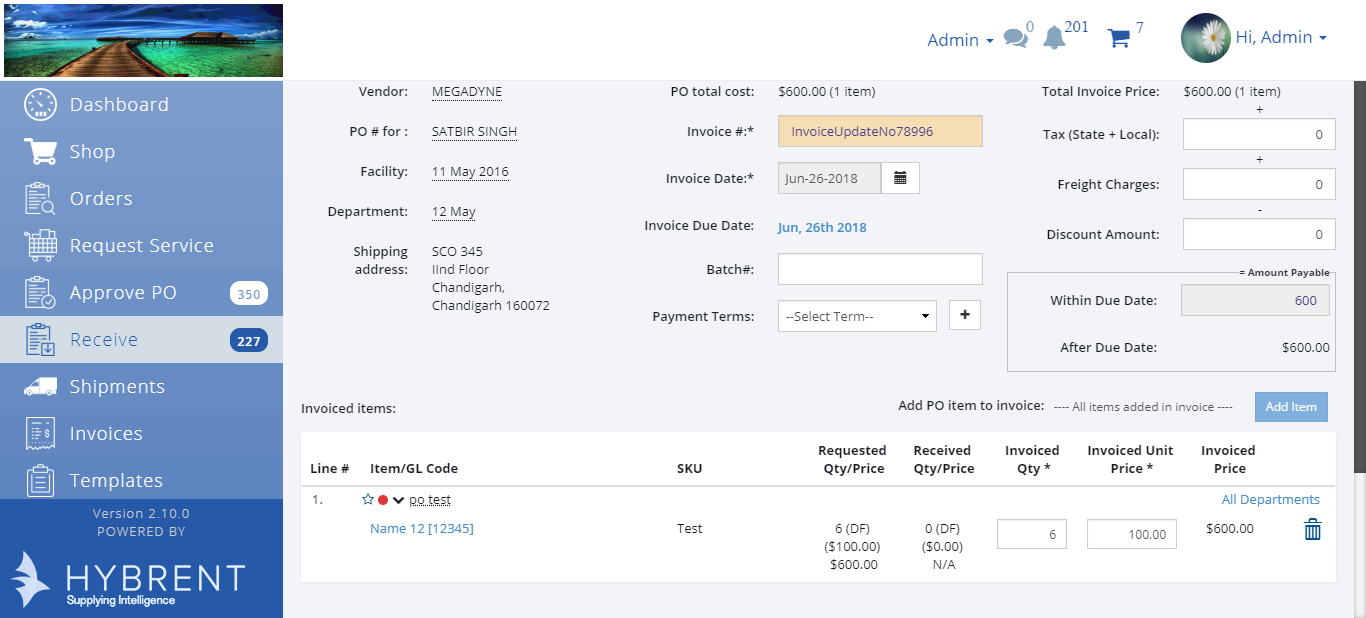 Admin
0
201
7
Hi, Admin
Dashboard
Shop
Orders
Request Service
Approve PO 350
Receive 227
Shipments
Invoices
Templates
Version 2.10.0
POWERED BY
HYBRENT
Supplying Intelligence
Vendor: MEGADYNE
PO # for : SATBIR SINGH
Facility: 11 May 2016
Department: 12 May
Shipping address: SCO 345
IInd Floor
Chandigarh,
Chandigarh 160072
PO total cost: $600.00 (1 item)
Invoice #:* InvoiceUpdateNo78996
Invoice Date:* Jun-26-2018
Invoice Due Date: Jun, 26th 2018
Batch#:
Payment Terms: --Select Term-- +
Total Invoice Price: $600.00 (1 item)
+
Tax (State + Local): 0
+
Freight Charges: 0
-
Discount Amount: 0
= Amount Payable
Within Due Date: 600
After Due Date: $600.00
Invoiced items:
Add PO item to invoice: ---- All items added in invoice ---- Add Item
Line # Item/GL Code SKU Requested Qty/Price Received Qty/Price Invoiced Qty * Invoiced Unit Price * Invoiced Price
1. po test All Departments
Name 12 [12345] Test 6 (DF) 0 (DF) 6 100.00 $600.00
($100.00) ($0.00)
$600.00 N/A